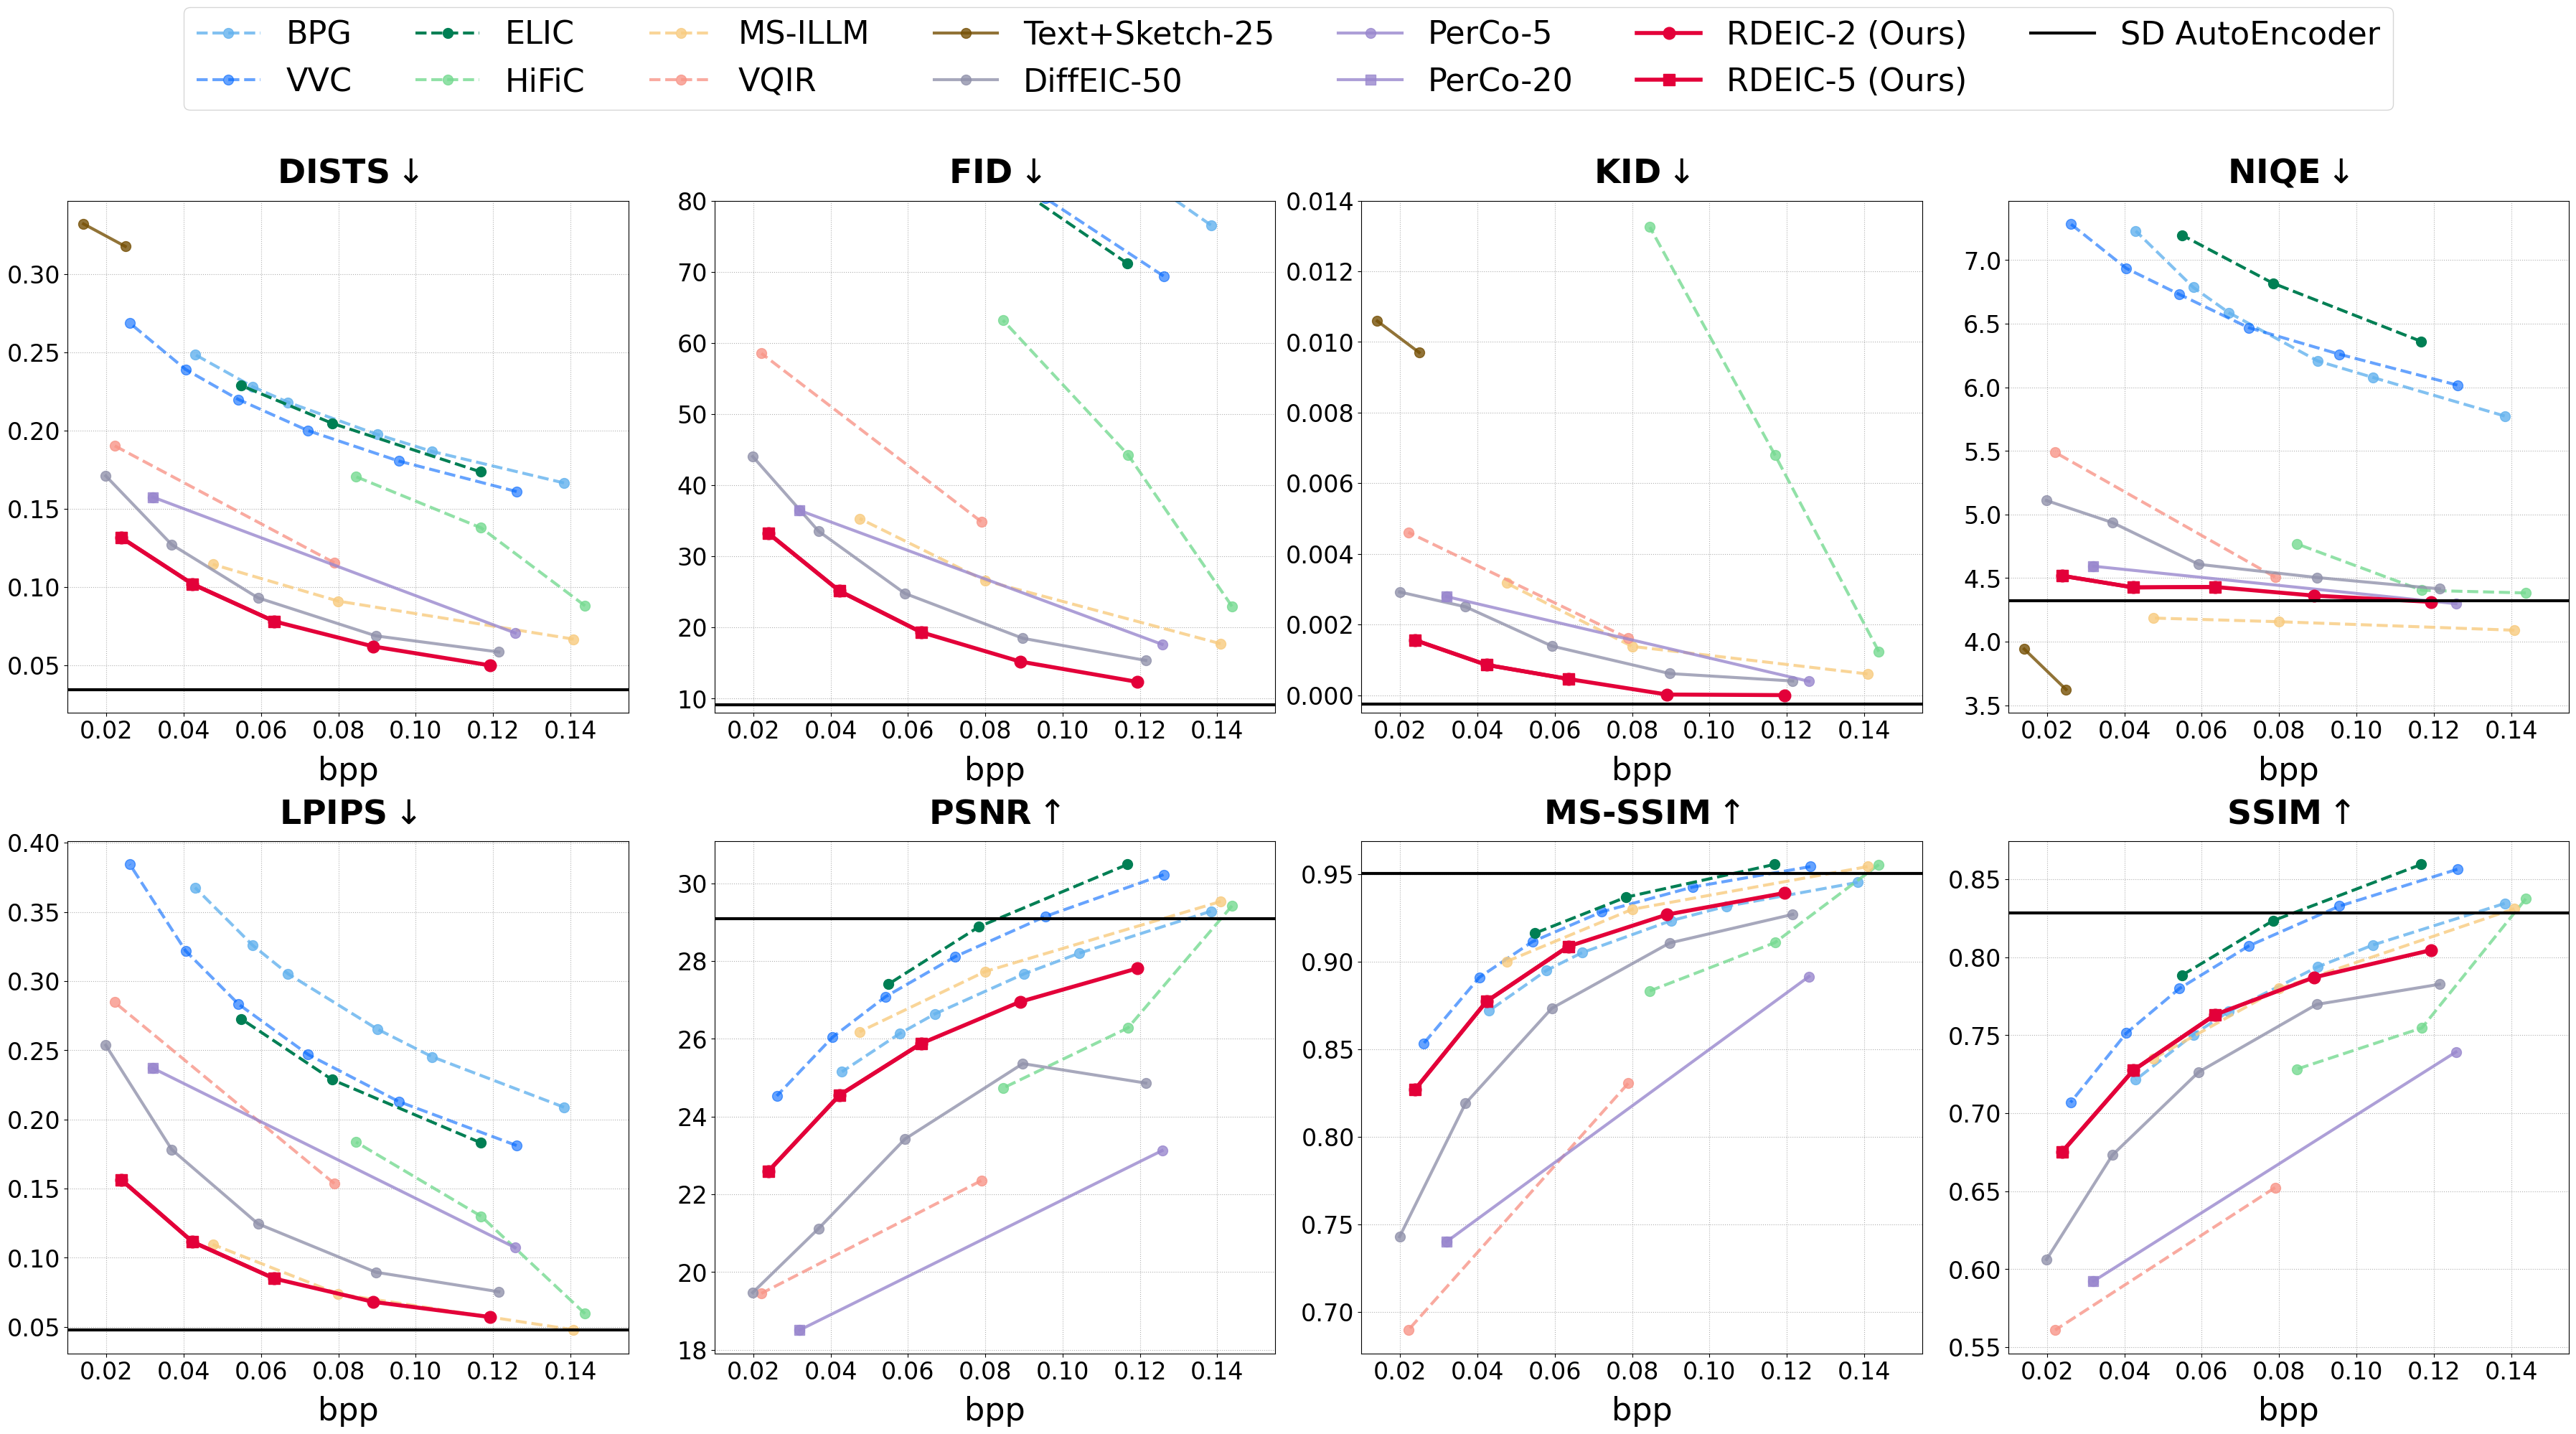 BPG ELIC MS-ILLM Text+Sketch-25 PerCo-5 RDEIC-2 (Ours) SD AutoEncoder
VVC HiFiC VQIR DiffEIC-50 PerCo-20 RDEIC-5 (Ours)
DISTS ↓
0.30
0.25
0.20
0.15
0.10
0.05
0.02 0.04 0.06 0.08 0.10 0.12 0.14
bpp
FID ↓
80
70
60
50
40
30
20
10
0.02 0.04 0.06 0.08 0.10 0.12 0.14
bpp
KID ↓
0.014
0.012
0.010
0.008
0.006
0.004
0.002
0.000
0.02 0.04 0.06 0.08 0.10 0.12 0.14
bpp
NIQE ↓
7.0
6.5
6.0
5.5
5.0
4.5
4.0
3.5
0.02 0.04 0.06 0.08 0.10 0.12 0.14
bpp
LPIPS ↓
0.40
0.35
0.30
0.25
0.20
0.15
0.10
0.05
0.02 0.04 0.06 0.08 0.10 0.12 0.14
bpp
PSNR ↑
30
28
26
24
22
20
18
0.02 0.04 0.06 0.08 0.10 0.12 0.14
bpp
MS-SSIM ↑
0.95
0.90
0.85
0.80
0.75
0.70
0.02 0.04 0.06 0.08 0.10 0.12 0.14
bpp
SSIM ↑
0.85
0.80
0.75
0.70
0.65
0.60
0.55
0.02 0.04 0.06 0.08 0.10 0.12 0.14
bpp